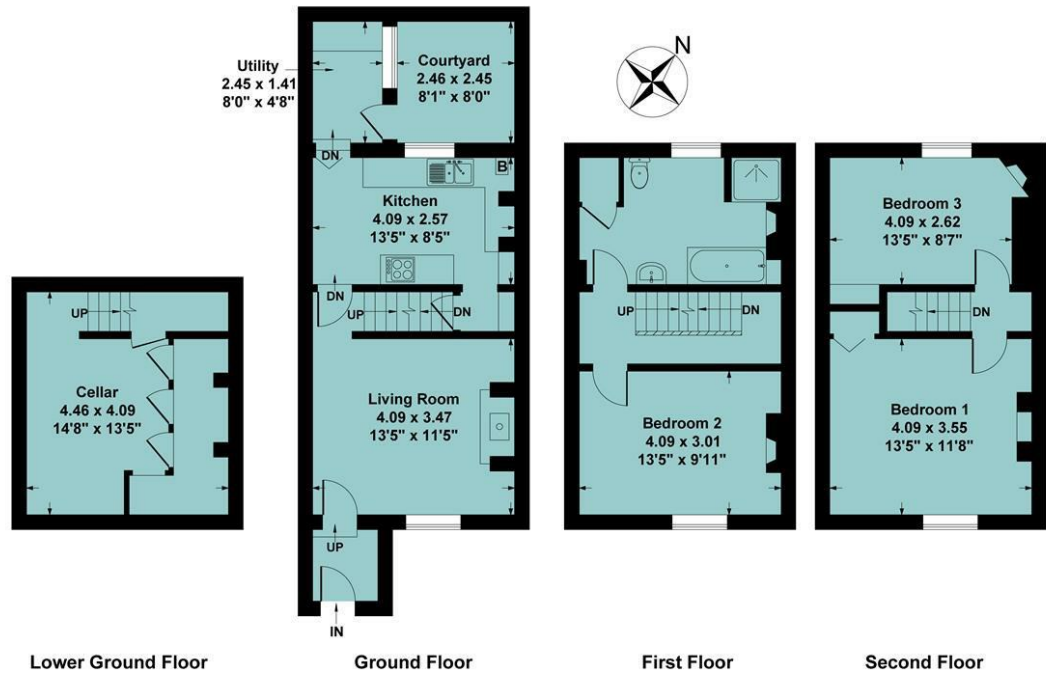 N
Utility
2.45 x 1.41
8'0" x 4'8"
Courtyard
2.46 x 2.45
8'1" x 8'0"
DN
B
Kitchen
4.09 x 2.57
13'5" x 8'5"
DN
UP
DN
Living Room
4.09 x 3.47
13'5" x 11'5"
UP
IN
UP
Cellar
4.46 x 4.09
14'8" x 13'5"
UP
DN
Bedroom 2
4.09 x 3.01
13'5" x 9'11"
Bedroom 3
4.09 x 2.62
13'5" x 8'7"
DN
Bedroom 1
4.09 x 3.55
13'5" x 11'8"
Lower Ground Floor
Ground Floor
First Floor
Second Floor